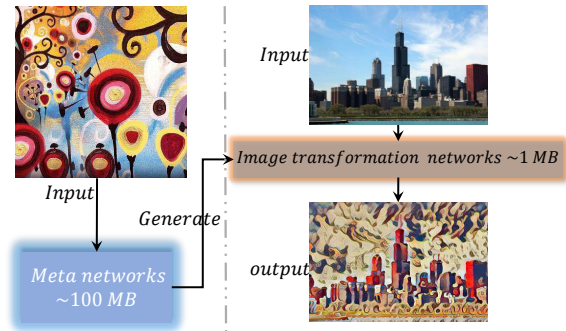 Input
Generate
Meta networks
~100 MB
Input
Image transformation networks ~1 MB
output